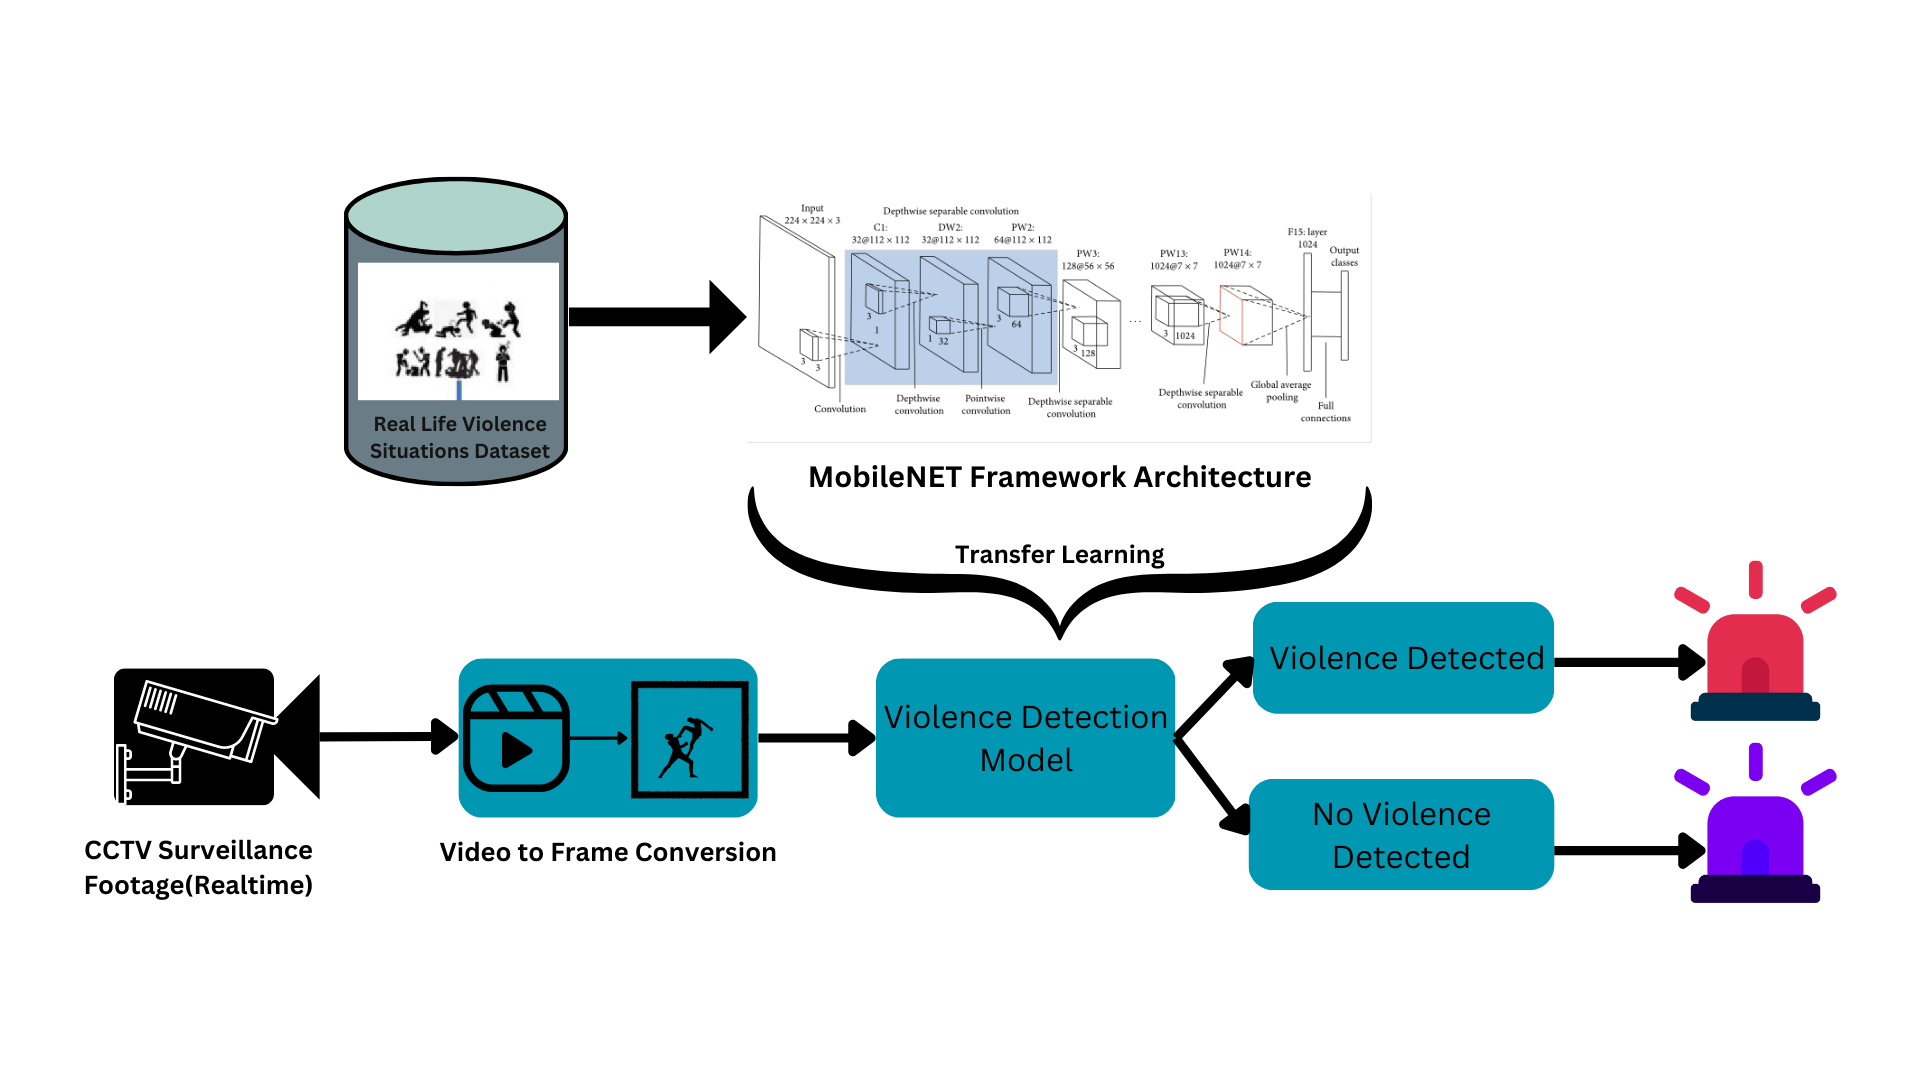 Input
224 × 224 × 3
Depthwise separable convolution
C1:
32@112 × 112
DW2:
32@112 × 112
PW2:
64@112 × 112
PW3:
128@56 × 56
PW13:
1024@7 × 7
PW14:
1024@7 × 7
F15: layer
1024
Output
classes
3
3
3
1
1
32
3
64
3
128
...
3
1024
Convolution
Depthwise
convolution
Pointwise
convolution
Depthwise separable
convolution
Depthwise separable
convolution
Global average
pooling
Full
connections
Real Life Violence
Situations Dataset
MobileNET Framework Architecture
Transfer Learning
Violence Detection
Model
Violence Detected
No Violence
Detected
CCTV Surveillance
Footage(Realtime)
Video to Frame Conversion